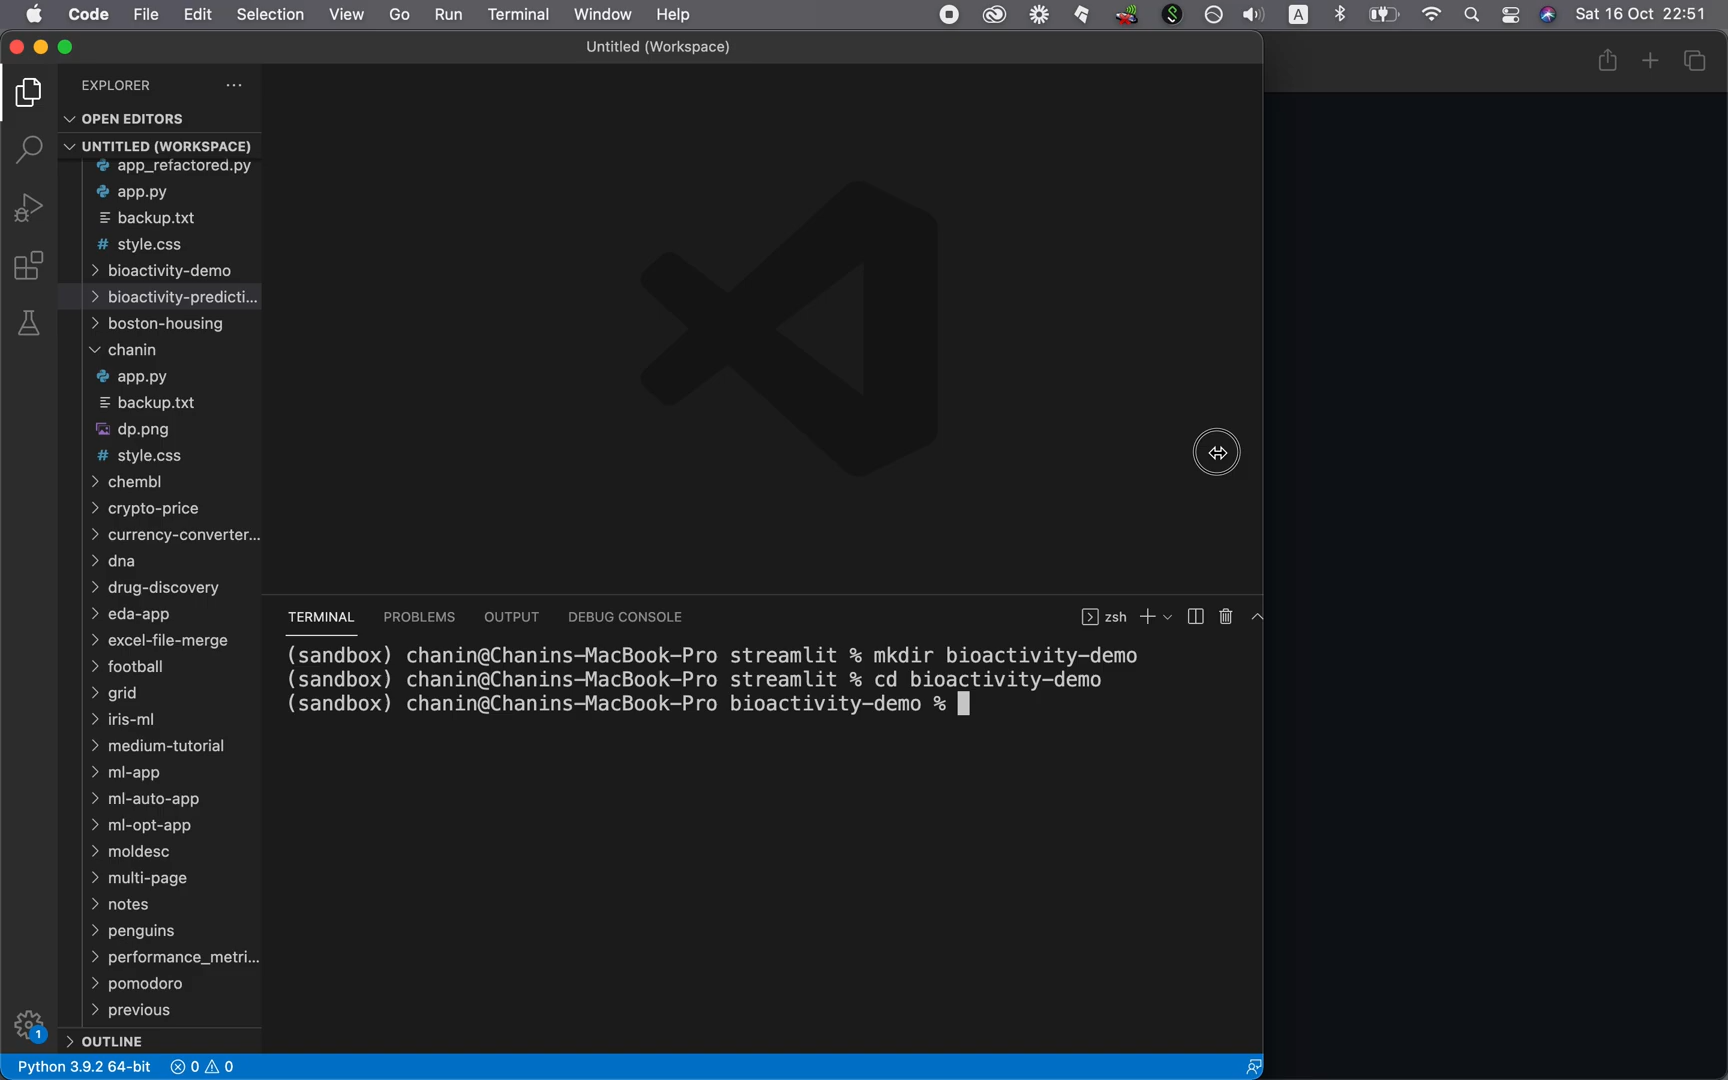 Code File Edit Selection View Go Run Terminal Window Help A Sat 16 Oct 22:51
Untitled (Workspace)
EXPLORER ···
OPEN EDITORS
UNTITLED (WORKSPACE)
app_refactored.py
app.py
backup.txt
# style.css
bioactivity-demo
bioactivity-predicti...
boston-housing
chanin
app.py
backup.txt
dp.png
# style.css
chembl
crypto-price
currency-converter...
dna
drug-discovery
eda-app
excel-file-merge
football
grid
iris-ml
medium-tutorial
ml-app
ml-auto-app
ml-opt-app
moldesc
multi-page
notes
penguins
performance_metri...
pomodoro
previous
OUTLINE
TERMINAL PROBLEMS OUTPUT DEBUG CONSOLE zsh
(sandbox) chanin@Chanins-MacBook-Pro streamlit % mkdir bioactivity-demo
(sandbox) chanin@Chanins-MacBook-Pro streamlit % cd bioactivity-demo
(sandbox) chanin@Chanins-MacBook-Pro bioactivity-demo %
1
Python 3.9.2 64-bit 0 0